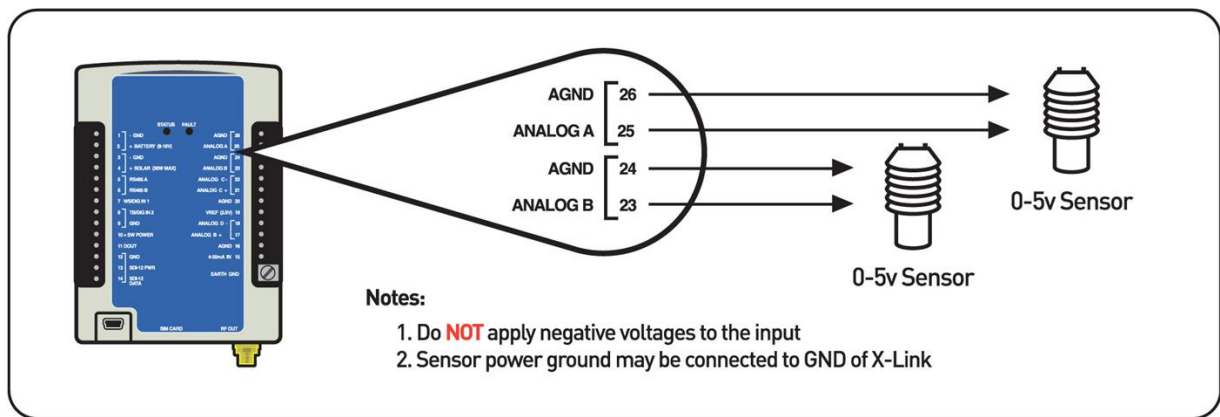 STATUS FAULT
1 - GND
2 + BATTERY (8-16V)
3 - GND
4 + SOLAR (30W MAX)
5 RS485 A
6 RS485 B
7 WS/DIG IN 1
8 TB/DIG IN 2
9 GND
10 + SW POWER
11 DOUT
12 GND
13 SDI-12 PWR
14 SDI-12
DATA
AGND 26
ANALOG A 25
AGND 24
ANALOG B 23
ANALOG C - 22
ANALOG C + 21
AGND 20
VREF (2.5V) 19
ANALOG D - 18
17
AGND 16
4-20mA IN 15
EARTH GND
SIM CARD RF OUT
AGND 26
ANALOG A 25
AGND 24
ANALOG B 23
0-5v Sensor
0-5v Sensor
Notes:
1. Do NOT apply negative voltages to the input
2. Sensor power ground may be connected to GND of X-Link